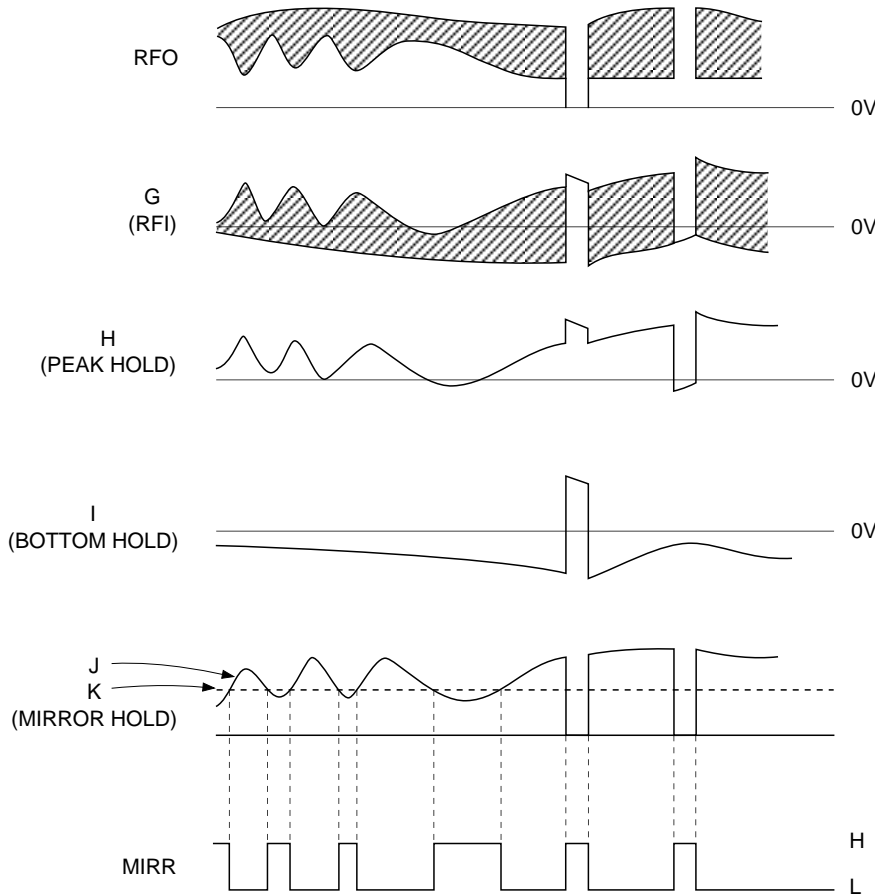 RFO
0V
G
(RFI)
0V
H
(PEAK HOLD)
0V
I
(BOTTOM HOLD)
0V
J
K
(MIRROR HOLD)
H
MIRR
L